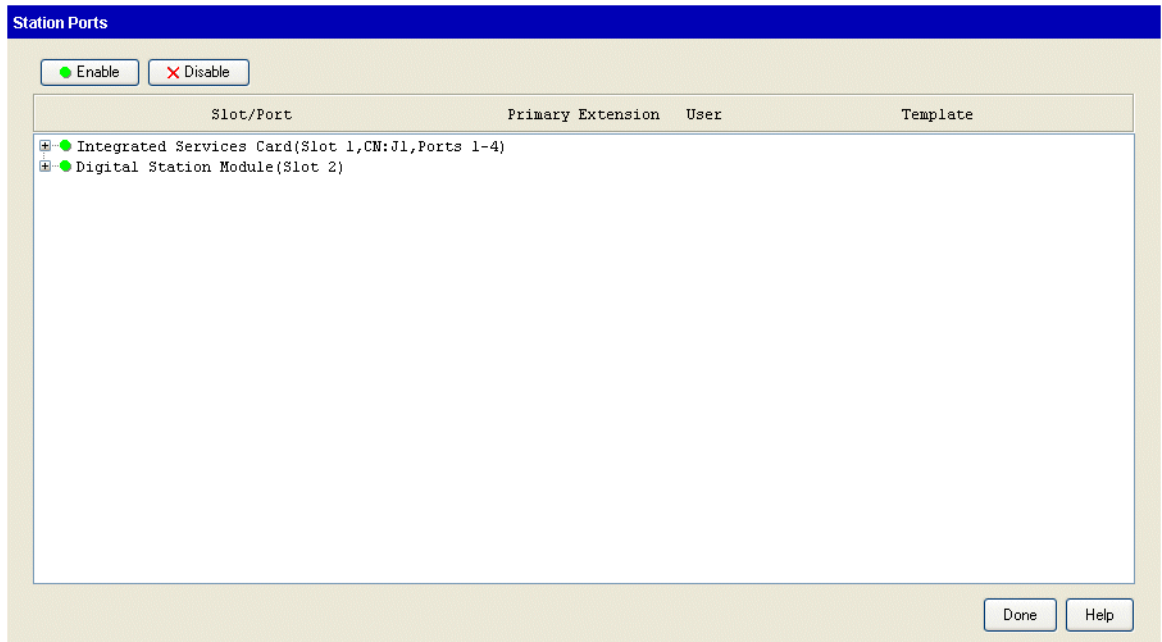 Station Ports
Enable Disable
Slot/Port Primary Extension User Template
Integrated Services Card(Slot 1,CN:J1,Ports 1-4)
Digital Station Module(Slot 2)
Done Help